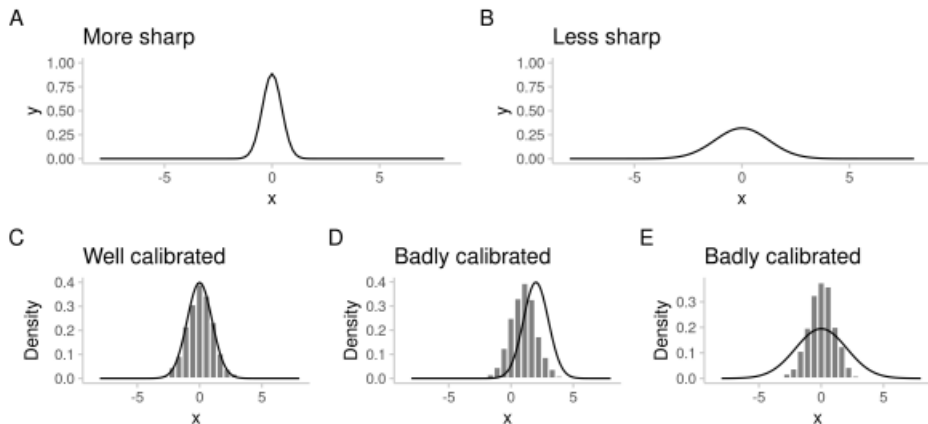 A
More sharp
1.00
0.75
0.50
0.25
0.00
y
-5 0 5
x
B
Less sharp
1.00
0.75
0.50
0.25
0.00
y
-5 0 5
x
C
Well calibrated
0.4
0.3
0.2
0.1
0.0
Density
-5 0 5
x
D
Badly calibrated
0.4
0.3
0.2
0.1
0.0
Density
-5 0 5
x
E
Badly calibrated
0.3
0.2
0.1
0.0
Density
-5 0 5
x